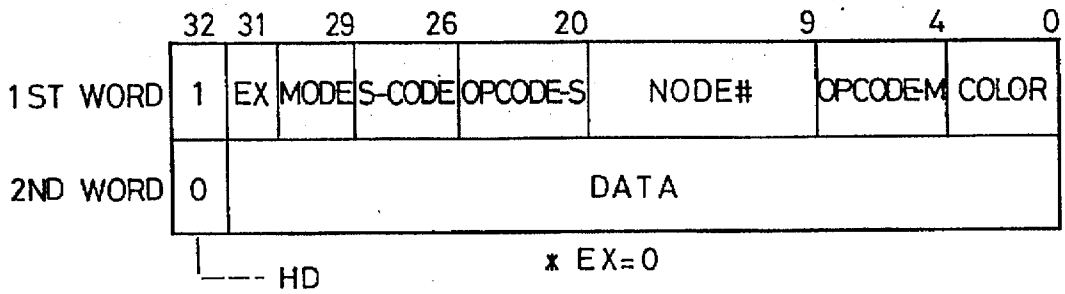 32 31 29 26 20 9 4 0
1ST WORD 1 EX MODE S-CODE OPCODE-S NODE# OPCODE-M COLOR
2ND WORD 0 DATA
HD * EX=0